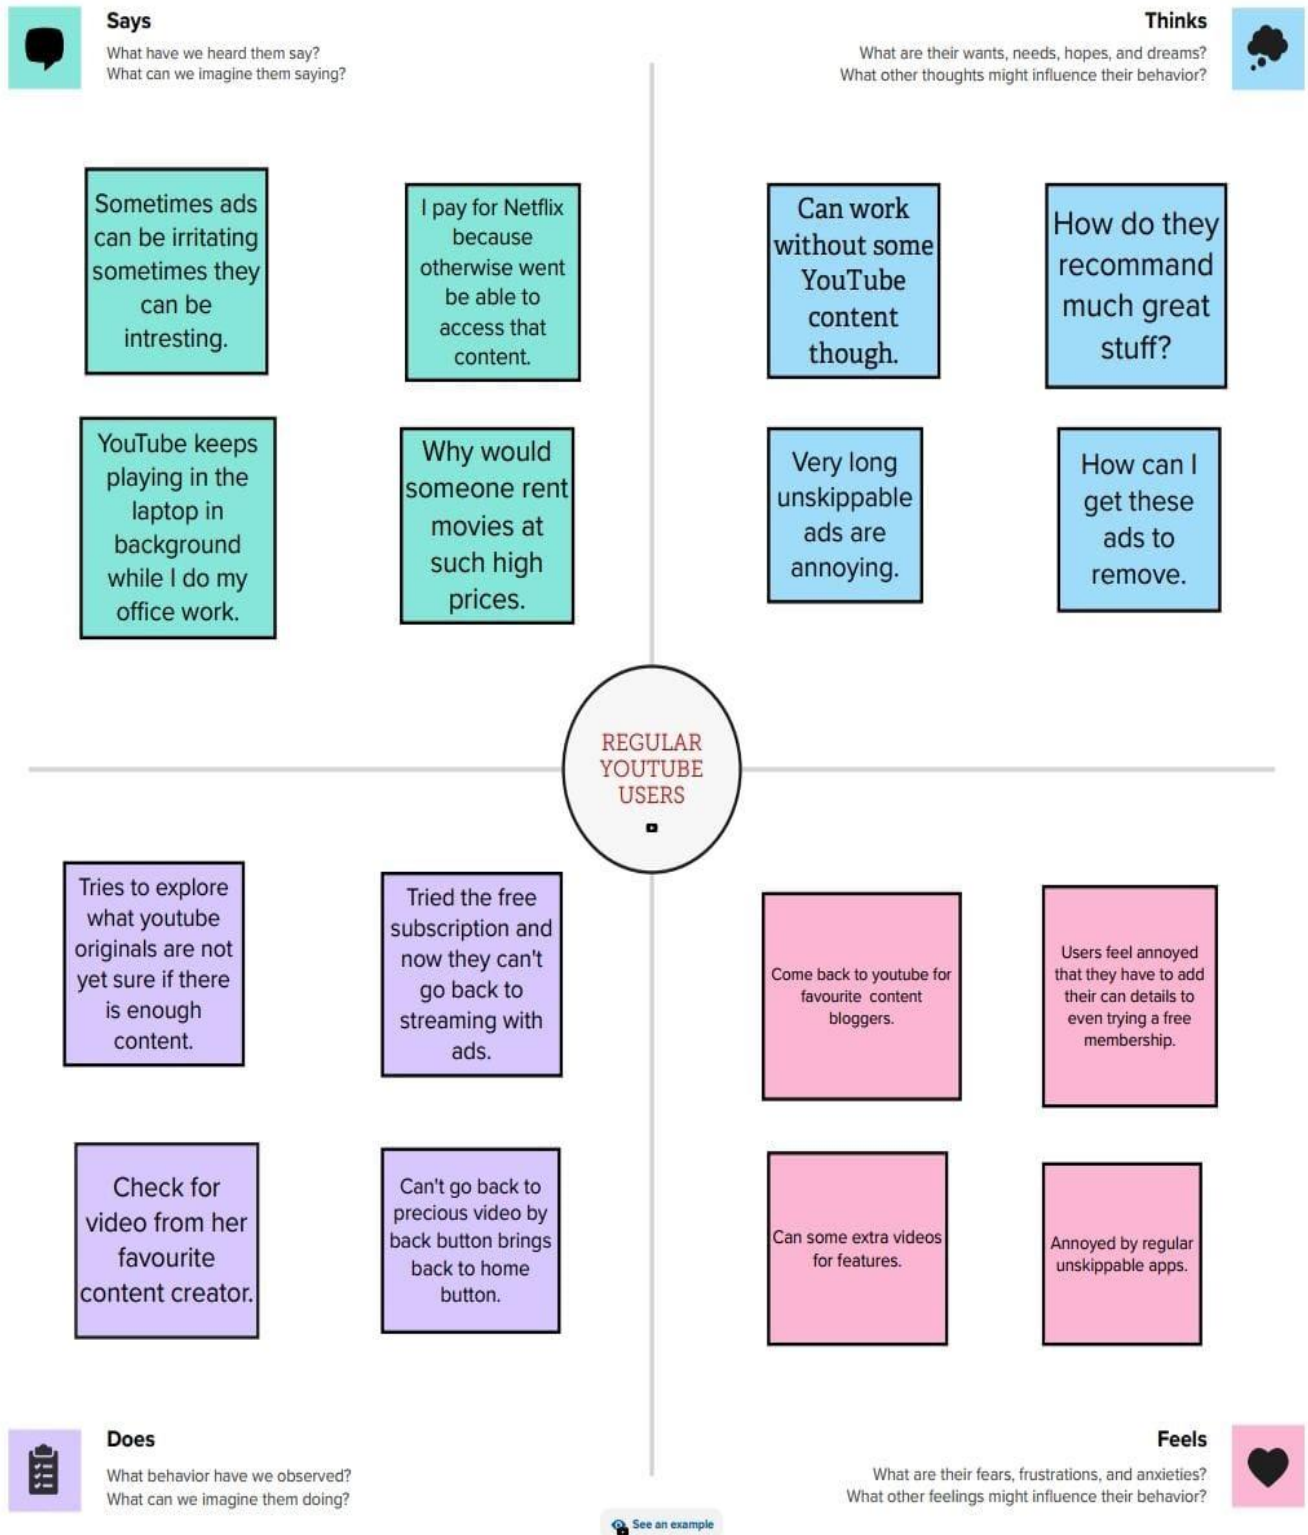 Says
What have we heard them say?
What can we imagine them saying?
Thinks
What are their wants, needs, hopes, and dreams?
What other thoughts might influence their behavior?
Sometimes ads
can be irritating
sometimes they
can be
intresting.
I pay for Netflix
because
otherwise went
be able to
access that
content.
Can work
without some
YouTube
content
though.
How do they
recommand
much great
stuff?
YouTube keeps
playing in the
laptop in
background
while I do my
office work.
Why would
someone rent
movies at
such high
prices.
Very long
unskippable
ads are
annoying.
How can I
get these
ads to
remove.
REGULAR
YOUTUBE
USERS
Tries to explore
what youtube
originals are not
yet sure if there
is enough
content.
Tried the free
subscription and
now they can't
go back to
streaming with
ads.
Come back to youtube for
favourite content
bloggers.
Users feel annoyed
that they have to add
their can details to
even trying a free
membership.
Check for
video from her
favourite
content creator.
Can't go back to
precious video by
back button brings
back to home
button.
Can some extra videos
for features.
Annoyed by regular
unskippable apps.
Does
What behavior have we observed?
What can we imagine them doing?
Feels
What are their fears, frustrations, and anxieties?
What other feelings might influence their behavior?
See an example